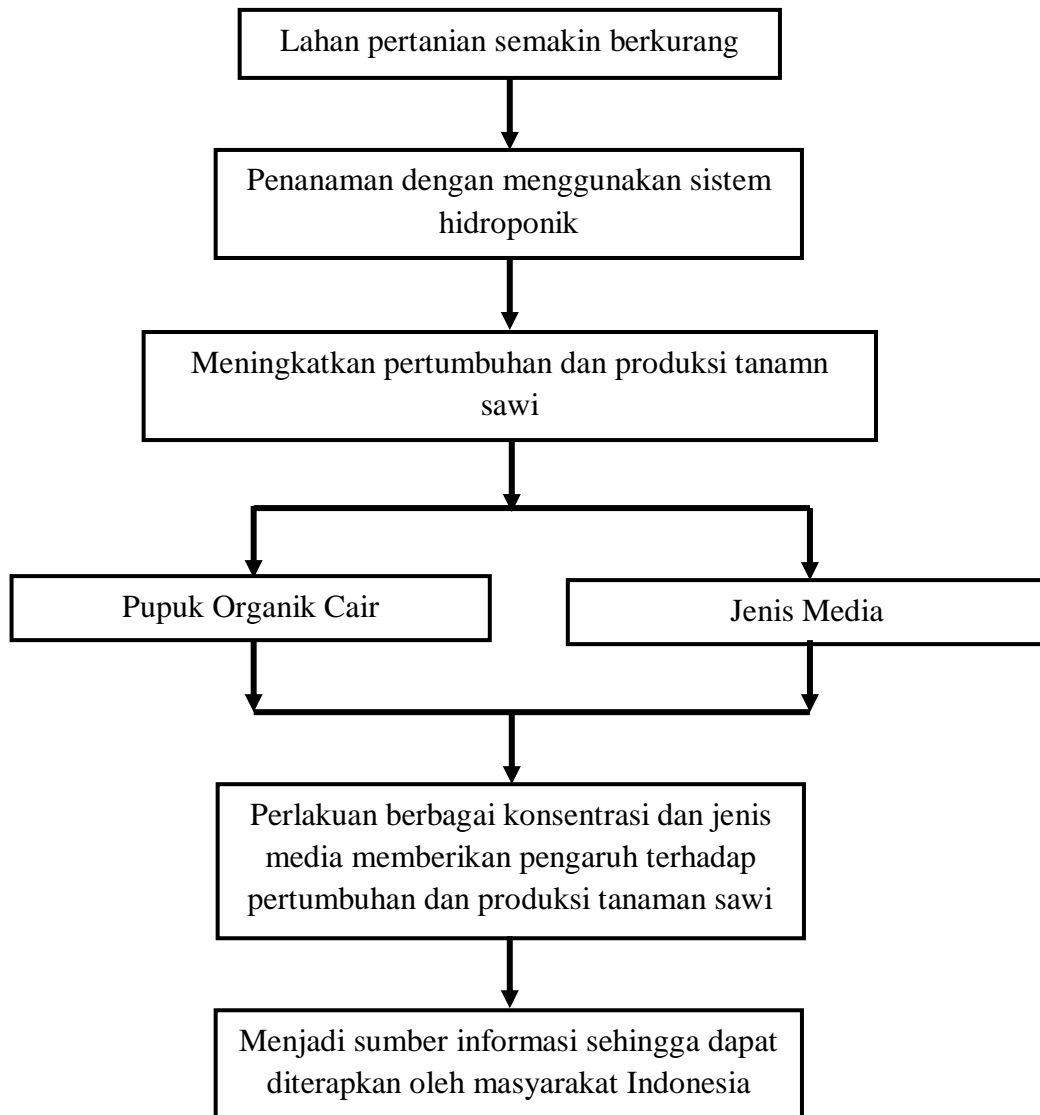 Lahan pertanian semakin berkurang
Penanaman dengan menggunakan sistem
hidroponik
Meningkatkan pertumbuhan dan produksi tanamn
sawi
Pupuk Organik Cair
Jenis Media
Perlakuan berbagai konsentrasi dan jenis
media memberikan pengaruh terhadap
pertumbuhan dan produksi tanaman sawi
Menjadi sumber informasi sehingga dapat
diterapkan oleh masyarakat Indonesia